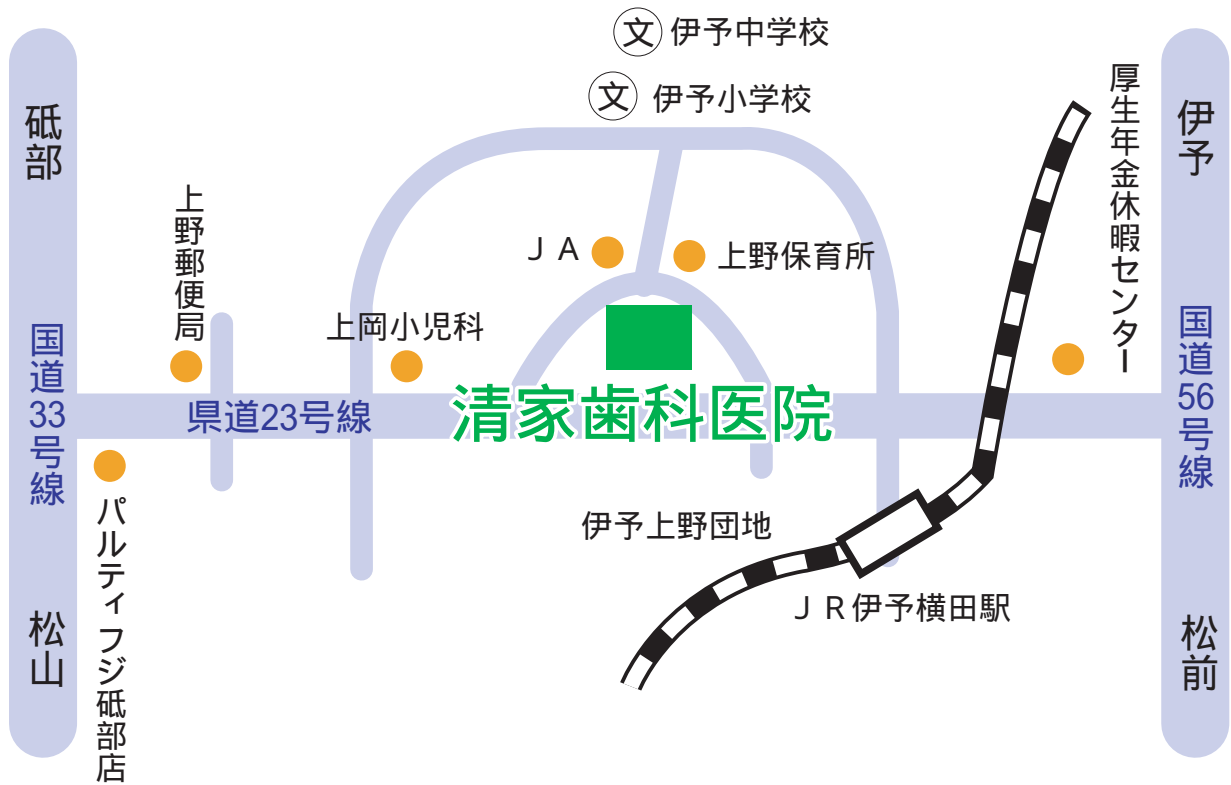 文 伊予中学校
文 伊予小学校
砥部
国道33号線
松山
上野郵便局
県道23号線
パルティフジ砥部店
上岡小児科
ＪＡ
上野保育所
清家歯科医院
伊予上野団地
ＪＲ伊予横田駅
厚生年金休暇センター
伊予
国道56号線
松前